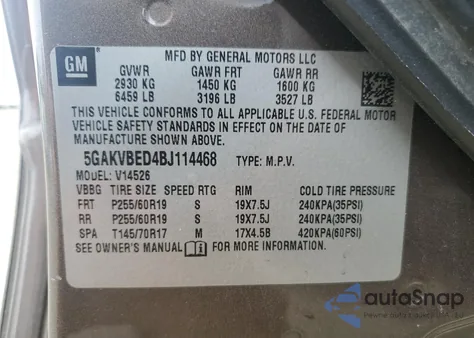 GM
MFD BY GENERAL MOTORS LLC
GVWR GAWR FRT GAWR RR
2930 KG 1450 KG 1600 KG
6459 LB 3196 LB 3527 LB
THIS VEHICLE CONFORMS TO ALL APPLICABLE U.S. FEDERAL MOTOR
VEHICLE SAFETY STANDARDS IN EFFECT ON THE DATE OF
MANUFACTURE SHOWN ABOVE.
5GAKVBED4BJ114468 TYPE: M.P.V.
MODEL: V14526
VBBG TIRE SIZE SPEED RTG RIM COLD TIRE PRESSURE
FRT P255/60R19 S 19X7.5J 240KPA(35PSI)
RR P255/60R19 S 19X7.5J 240KPA(35PSI)
SPA T145/70R17 M 17X4.5B 420KPA(60PSI)
SEE OWNER'S MANUAL FOR MORE INFORMATION.
autoSnap